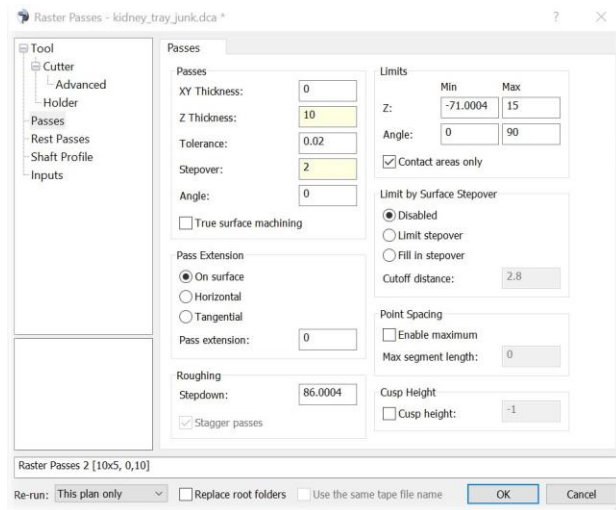 Raster Passes - kidney_tray_junk.dca *
?
Tool
Cutter
Advanced
Holder
Passes
Rest Passes
Shaft Profile
Inputs
Passes
Passes
XY Thickness: 0
Z Thickness: 10
Tolerance: 0.02
Stepover: 2
Angle: 0
True surface machining
Pass Extension
On surface
Horizontal
Tangential
Pass extension: 0
Roughing
Stepdown: 86.0004
Stagger passes
Limits
Min Max
Z: -71.0004 15
Angle: 0 90
Contact areas only
Limit by Surface Stepover
Disabled
Limit stepover
Fill in stepover
Cutoff distance: 2.8
Point Spacing
Enable maximum
Max segment length: 0
Cusp Height
Cusp height: -1
Raster Passes 2 [10x5, 0,10]
Re-run: This plan only Replace root folders Use the same tape file name OK Cancel